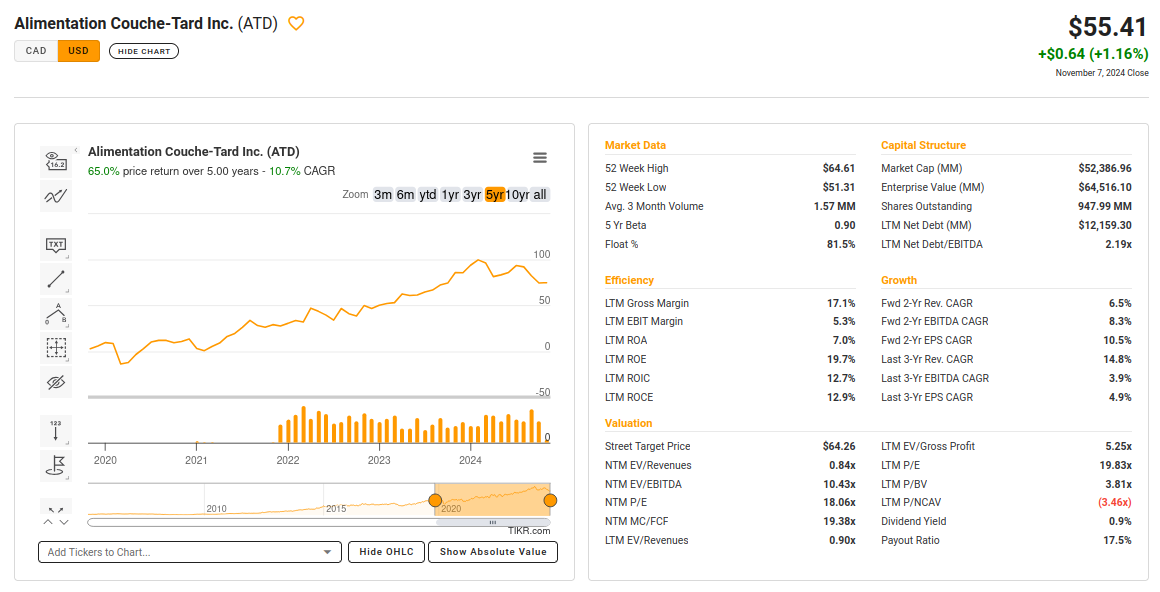 Alimentation Couche-Tard Inc. (ATD)
CAD USD HIDE CHART
$55.41
+$0.64 (+1.16%)
November 7, 2024 Close
16.2
TXT
A
0 B
123
Alimentation Couche-Tard Inc. (ATD)
65.0% price return over 5.00 years - 10.7% CAGR
Zoom 3m 6m ytd 1yr 3yr 5yr 10yr all
100
50
0
-50
0
2020 2021 2022 2023 2024
2010 2015 2020
TIKR.com
Add Tickers to Chart... Hide OHLC Show Absolute Value
Market Data
52 Week High $64.61
52 Week Low $51.31
Avg. 3 Month Volume 1.57 MM
5 Yr Beta 0.90
Float % 81.5%
Capital Structure
Market Cap (MM) $52,386.96
Enterprise Value (MM) $64,516.10
Shares Outstanding 947.99 MM
LTM Net Debt (MM) $12,159.30
LTM Net Debt/EBITDA 2.19x
Efficiency
LTM Gross Margin 17.1%
LTM EBIT Margin 5.3%
LTM ROA 7.0%
LTM ROE 19.7%
LTM ROIC 12.7%
LTM ROCE 12.9%
Growth
Fwd 2-Yr Rev. CAGR 6.5%
Fwd 2-Yr EBITDA CAGR 8.3%
Fwd 2-Yr EPS CAGR 10.5%
Last 3-Yr Rev. CAGR 14.8%
Last 3-Yr EBITDA CAGR 3.9%
Last 3-Yr EPS CAGR 4.9%
Valuation
Street Target Price $64.26
NTM EV/Revenues 0.84x
NTM EV/EBITDA 10.43x
NTM P/E 18.06x
NTM MC/FCF 19.38x
LTM EV/Revenues 0.90x
LTM EV/Gross Profit 5.25x
LTM P/E 19.83x
LTM P/BV 3.81x
LTM P/NCAV (3.46x)
Dividend Yield 0.9%
Payout Ratio 17.5%